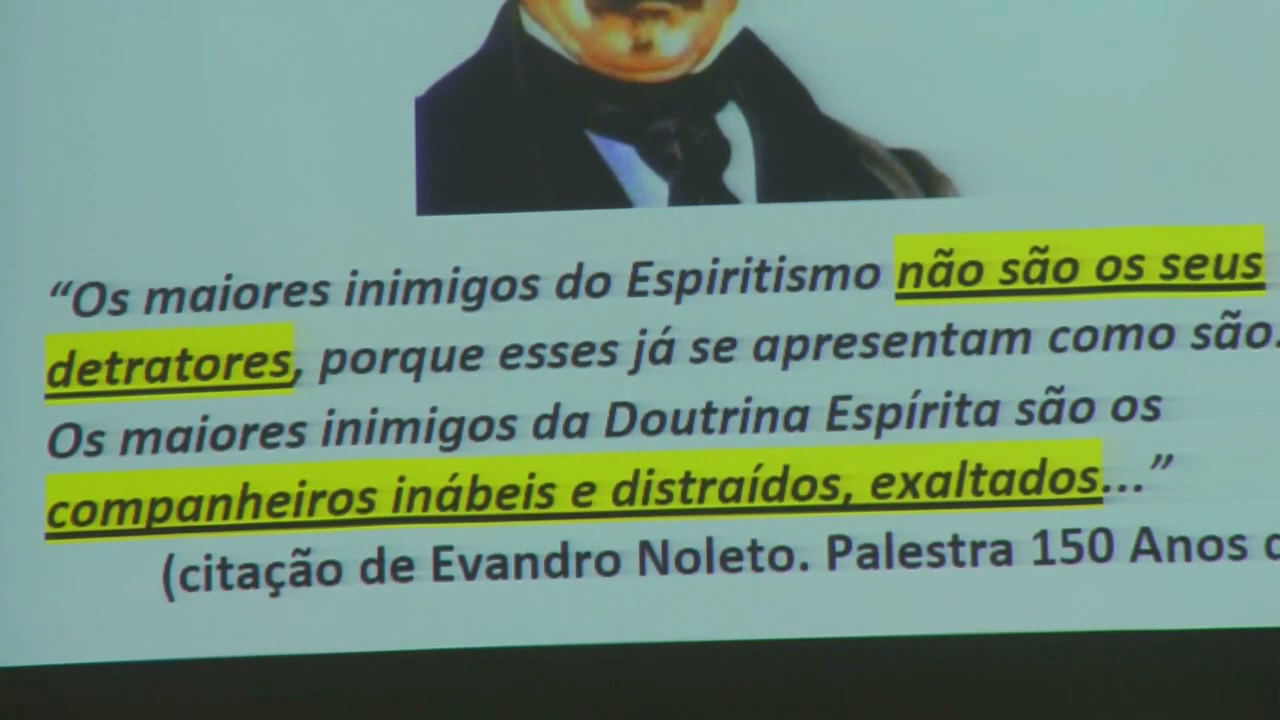 “Os maiores inimigos do Espiritismo não são os seus
detratores, porque esses já se apresentam como são.
Os maiores inimigos da Doutrina Espírita são os
companheiros inábeis e distraídos, exaltados...”
(citação de Evandro Noleto. Palestra 150 Anos